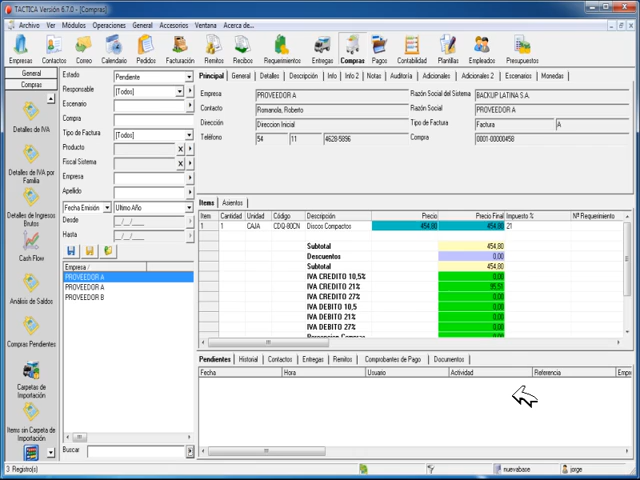 TACTICA Versión 6.7.0 - [Compras]
Archivo Ver Módulos Operaciones General Accesorios Ventana Acerca de...
Empresas Contactos Correo Calendario Pedidos Facturación Remitos Recibos Requerimientos Entregas Compras Pagos Contabilidad Plantillas Empleados Presupuestos
General
Compras
Detalles de IVA
Detalles de IVA por Familia
Detalles de Ingresos Brutos
Cash Flow
Análisis de Saldos
Compras Pendientes
Carpetas de Importación
Items sin Carpeta de Importación
Estado Pendiente
Responsable [Todos]
Escenario
Compra
Tipo de Factura [Todos]
Producto X
Fiscal Sistema X
Empresa
Apellido
Fecha Emisión Ultimo Año
Desde __/__/____
Hasta __/__/____
Empresa /
PROVEEDOR A
PROVEEDOR A
PROVEEDOR B
Buscar
Principal General Detalles Descripción Info Info 2 Notas Auditoría Adicionales Adicionales 2 Escenarios Monedas
Empresa PROVEEDOR A Razón Social del Sistema BACKUP LATINA S.A.
Contacto Romanola, Roberto Razón Social PROVEEDOR A
Dirección Direccion Inicial Tipo de Factura Factura A
Teléfono 54 11 4628-5896 Compra 0001-00000458
Items Asientos
Item Cantidad Unidad Código Descripción Precio Precio Final Impuesto % Nº Requerimiento
1 1 CAJA CDQ-80CN Discos Compactos 454,80 454,80 21
Subtotal 454,80
Descuentos 0,00
Subtotal 454,80
IVA CREDITO 10,5% 0,00
IVA CREDITO 21% 95,51
IVA CREDITO 27% 0,00
IVA DEBITO 10,5 0,00
IVA DEBITO 21% 0,00
IVA DEBITO 27% 0,00
Pendientes Historial Contactos Entregas Remitos Comprobantes de Pago Documentos
Fecha Hora Usuario Actividad Referencia Empr
3 Registro(s) nuevabase jorge